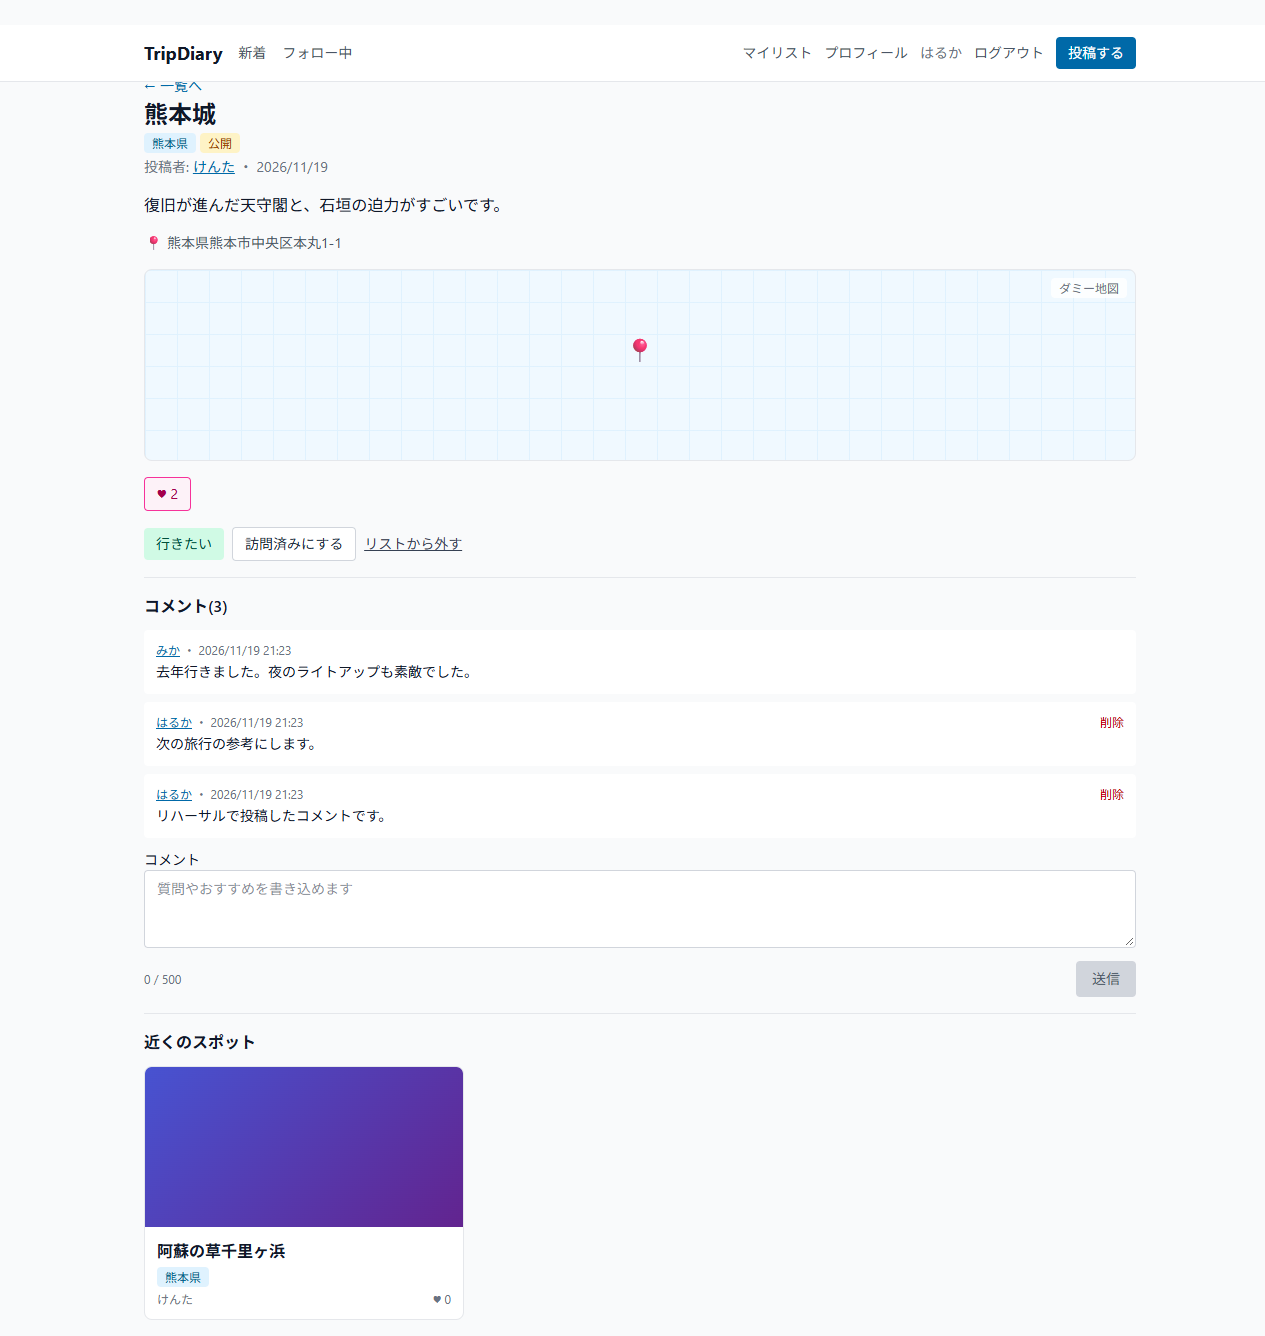 TripDiary 新着 フォロー中 マイリスト プロフィール はるか ログアウト 投稿する
← 一覧へ
熊本城
熊本県 公開
投稿者: けんた ・ 2026/11/19
復旧が進んだ天守閣と、石垣の迫力がすごいです。
熊本県熊本市中央区本丸1-1
ダミー地図
♥ 2
行きたい 訪問済みにする リストから外す
コメント(3)
みか ・ 2026/11/19 21:23
去年行きました。夜のライトアップも素敵でした。
はるか ・ 2026/11/19 21:23 削除
次の旅行の参考にします。
はるか ・ 2026/11/19 21:23 削除
リハーサルで投稿したコメントです。
コメント
質問やおすすめを書き込めます
0 / 500 送信
近くのスポット
阿蘇の草千里ヶ浜
熊本県
けんた ♥ 0